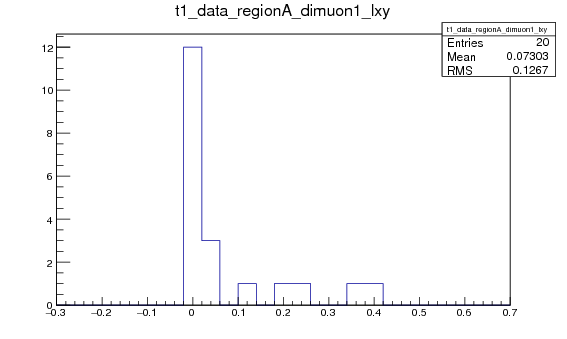 t1_data_regionA_dimuon1_lxy
t1_data_regionA_dimuon1_lxy
Entries 20
Mean 0.07303
RMS 0.1267
12
10
8
6
4
2
0
−0.3 −0.2 −0.1 0 0.1 0.2 0.3 0.4 0.5 0.6 0.7